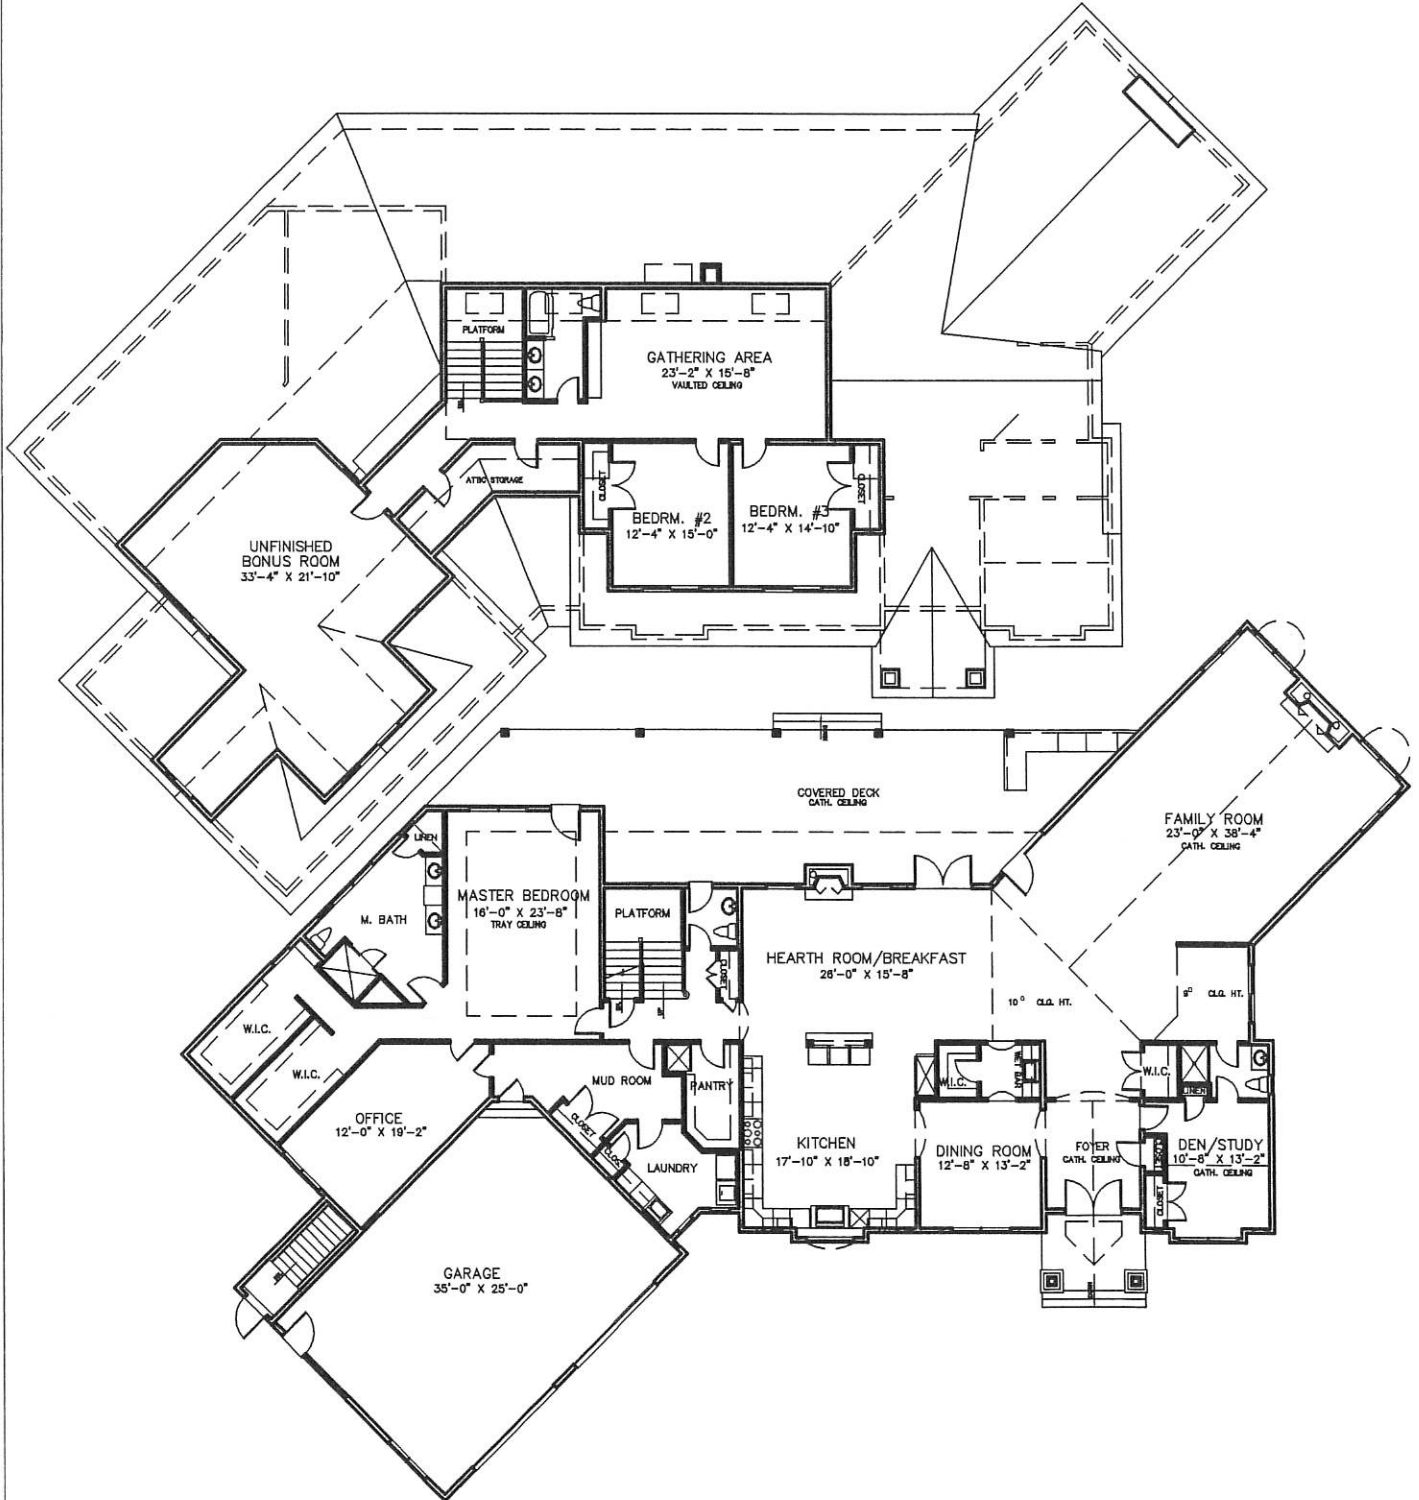 PLATFORM
GATHERING AREA
23'-2" X 15'-8"
VAULTED CEILING
ATTIC STORAGE
CLOSET
BEDRM. #2
12'-4" X 15'-0"
BEDRM. #3
12'-4" X 14'-10"
CLOSET
UNFINISHED
BONUS ROOM
33'-4" X 21'-10"
COVERED DECK
CATH. CEILING
FAMILY ROOM
23'-0" X 38'-4"
CATH. CEILING
LINEN
MASTER BEDROOM
16'-0" X 23'-8"
TRAY CEILING
M. BATH
PLATFORM
CLOSET
HEARTH ROOM/BREAKFAST
26'-0" X 15'-8"
10° CLG. HT.
9° CLG. HT.
W.I.C.
W.I.C.
MUD ROOM
PANTRY
W.I.C.
WET BAR
W.I.C.
LINEN
OFFICE
12'-0" X 19'-2"
CLOSET
CLOS.
LAUNDRY
KITCHEN
17'-10" X 18'-10"
DINING ROOM
12'-8" X 13'-2"
FOYER
CATH. CEILING
CLOSET
DEN/STUDY
10'-8" X 13'-2"
CATH. CEILING
CLOSET
GARAGE
35'-0" X 25'-0"